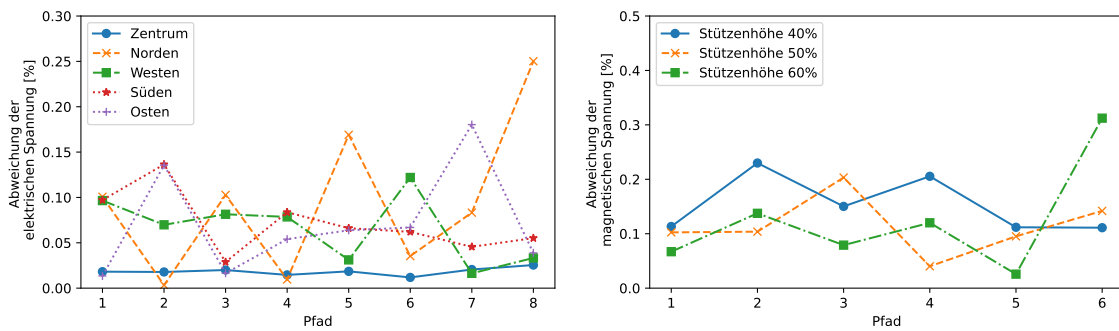 Abweichung der
elektrischen Spannung [%]
0.30
0.25
0.20
0.15
0.10
0.05
0.00
Zentrum
Norden
Westen
Süden
Osten
1 2 3 4 5 6 7 8
Pfad
Abweichung der
magnetischen Spannung [%]
0.5
0.4
0.3
0.2
0.1
0.0
Stützenhöhe 40%
Stützenhöhe 50%
Stützenhöhe 60%
1 2 3 4 5 6
Pfad